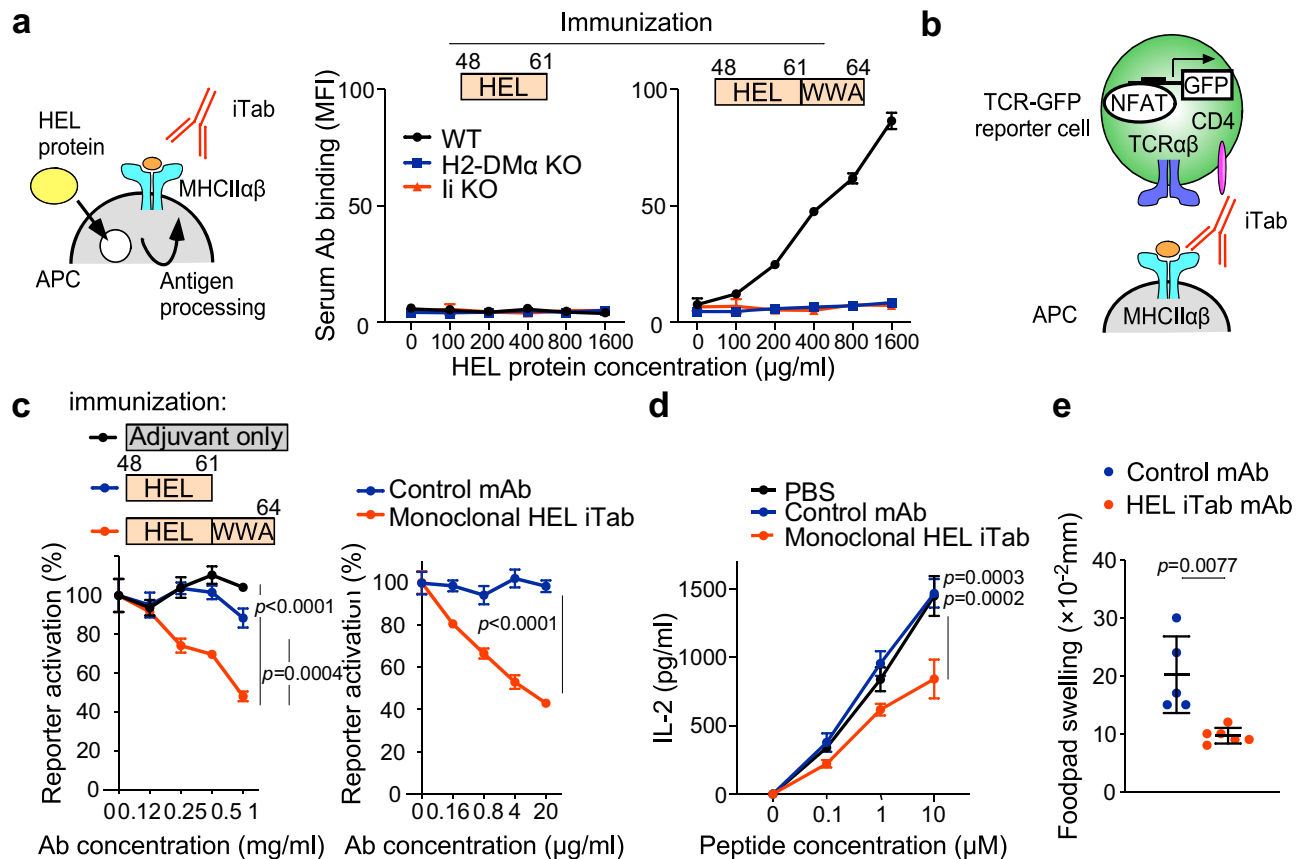 a
Immunization
48 61
HEL
48 61 64
HEL WWA
iTab
HEL
protein
MHCIIαβ
APC
Antigen
processing
Serum Ab binding (MFI)
100
50
0
WT
H2-DMα KO
Ii KO
0 100 200 400 800 1600
100
50
0
0 100 200 400 800 1600
HEL protein concentration (µg/ml)
b
TCR-GFP
reporter cell
NFAT
GFP
CD4
TCRαβ
iTab
APC
MHCIIαβ
c
immunization:
Adjuvant only
48 61
HEL
64
HEL WWA
Reporter activation (%)
100
80
60
40
20
0
p<0.0001
p=0.0004
0 0.12 0.25 0.5 1
Ab concentration (mg/ml)
Control mAb
Monoclonal HEL iTab
Reporter activation (%)
100
80
60
40
20
0
p<0.0001
0 0.16 0.8 4 20
Ab concentration (µg/ml)
d
PBS
Control mAb
Monoclonal HEL iTab
IL-2 (pg/ml)
1500
1000
500
0
p=0.0003
p=0.0002
0 0.1 1 10
Peptide concentration (µM)
e
Control mAb
HEL iTab mAb
Foodpad swelling (×10⁻²mm)
40
30
20
10
0
p=0.0077